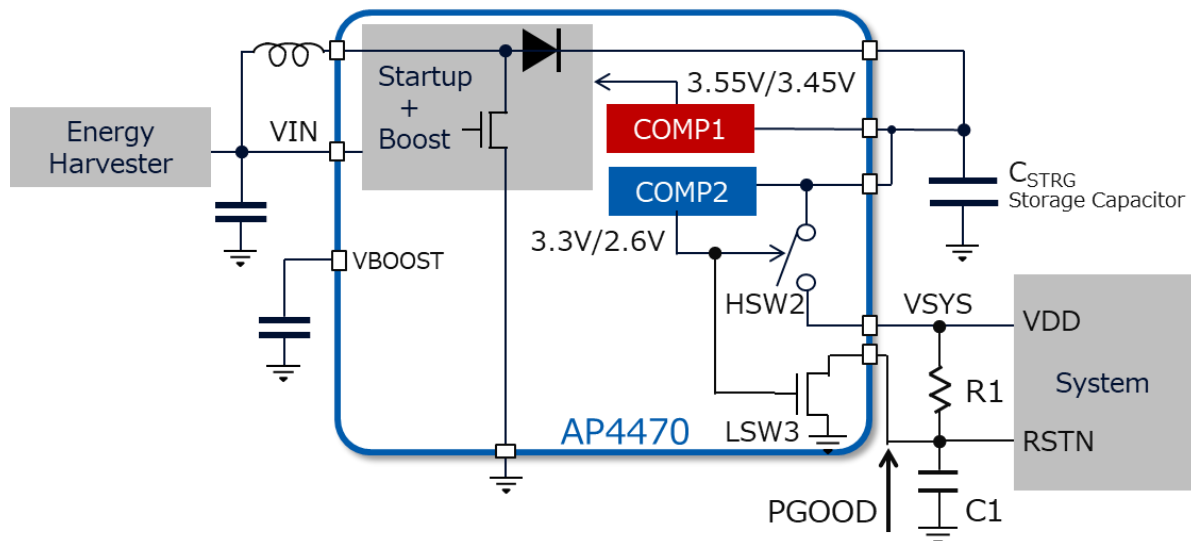 Energy
Harvester
VIN
VBOOST
Startup
+
Boost
3.55V/3.45V
COMP1
COMP2
3.3V/2.6V
HSW2
LSW3
AP4470
CSTRG
Storage Capacitor
VSYS
VDD
System
R1
RSTN
PGOOD
C1